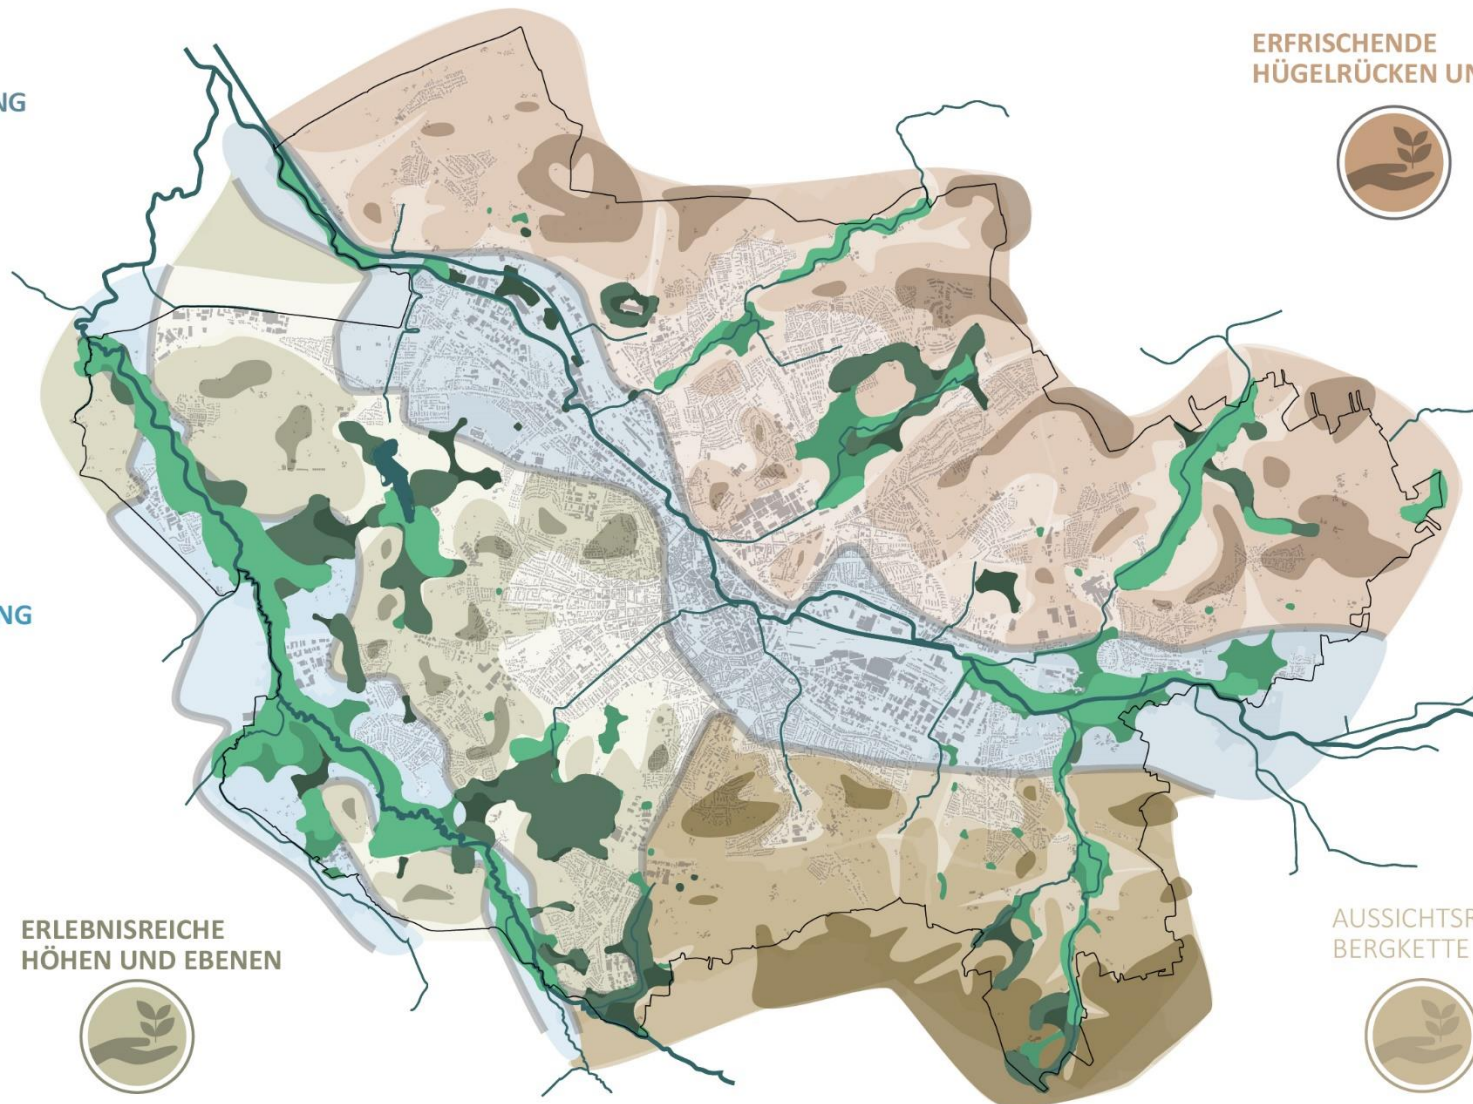 NG
ERFRISCHENDE
HÜGELRÜCKEN UN
NG
ERLEBNISREICHE
HÖHEN UND EBENEN
AUSSICHTSR
BERGKETTE